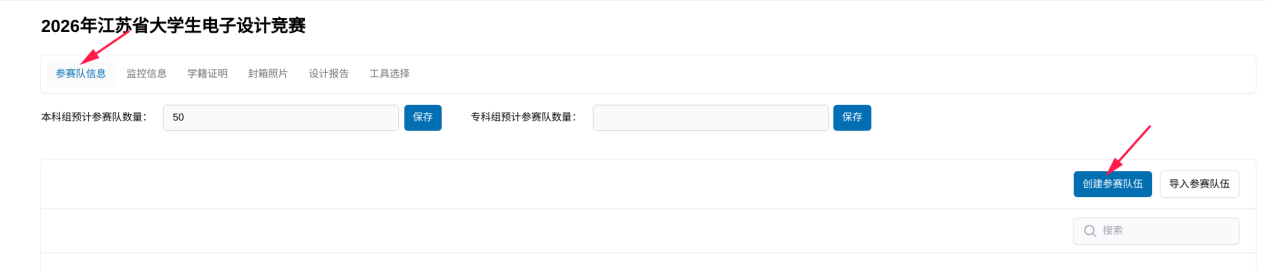 2026年江苏省大学生电子设计竞赛
参赛队信息 监控信息 学籍证明 封箱照片 设计报告 工具选择
本科组预计参赛队数量： 50 保存 专科组预计参赛队数量： 保存
创建参赛队伍 导入参赛队伍
搜索